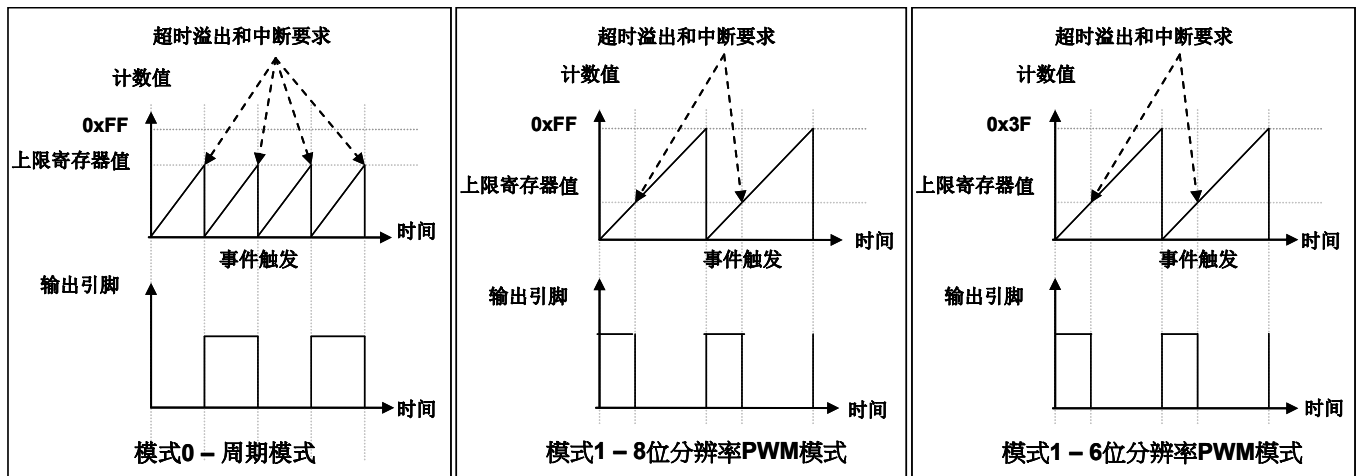 超时溢出和中断要求
计数值
0xFF
上限寄存器值
时间
事件触发
输出引脚
时间
模式0 – 周期模式
超时溢出和中断要求
计数值
0xFF
上限寄存器值
时间
事件触发
输出引脚
时间
模式1 – 8位分辨率PWM模式
超时溢出和中断要求
计数值
0x3F
上限寄存器值
时间
事件触发
输出引脚
时间
模式1 – 6位分辨率PWM模式